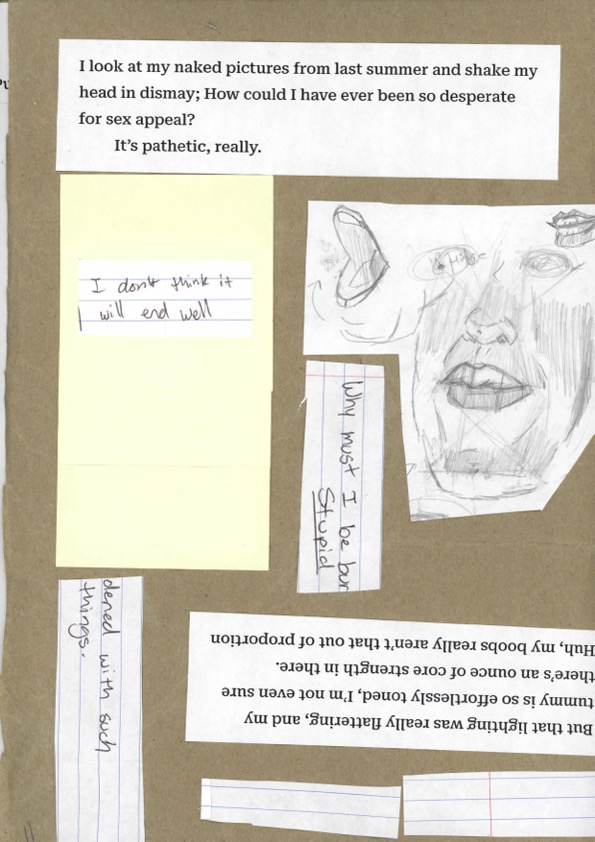 I look at my naked pictures from last summer and shake my
head in dismay; How could I have ever been so desperate
for sex appeal?
It's pathetic, really.
I don't think it
will end well
Why must I be bur
Stupid
dened with such
things.
But that lighting was really flattering, and my
tummy is so effortlessly toned, I'm not even sure
there's an ounce of core strength in there.
Huh, my boobs really aren't that out of proportion